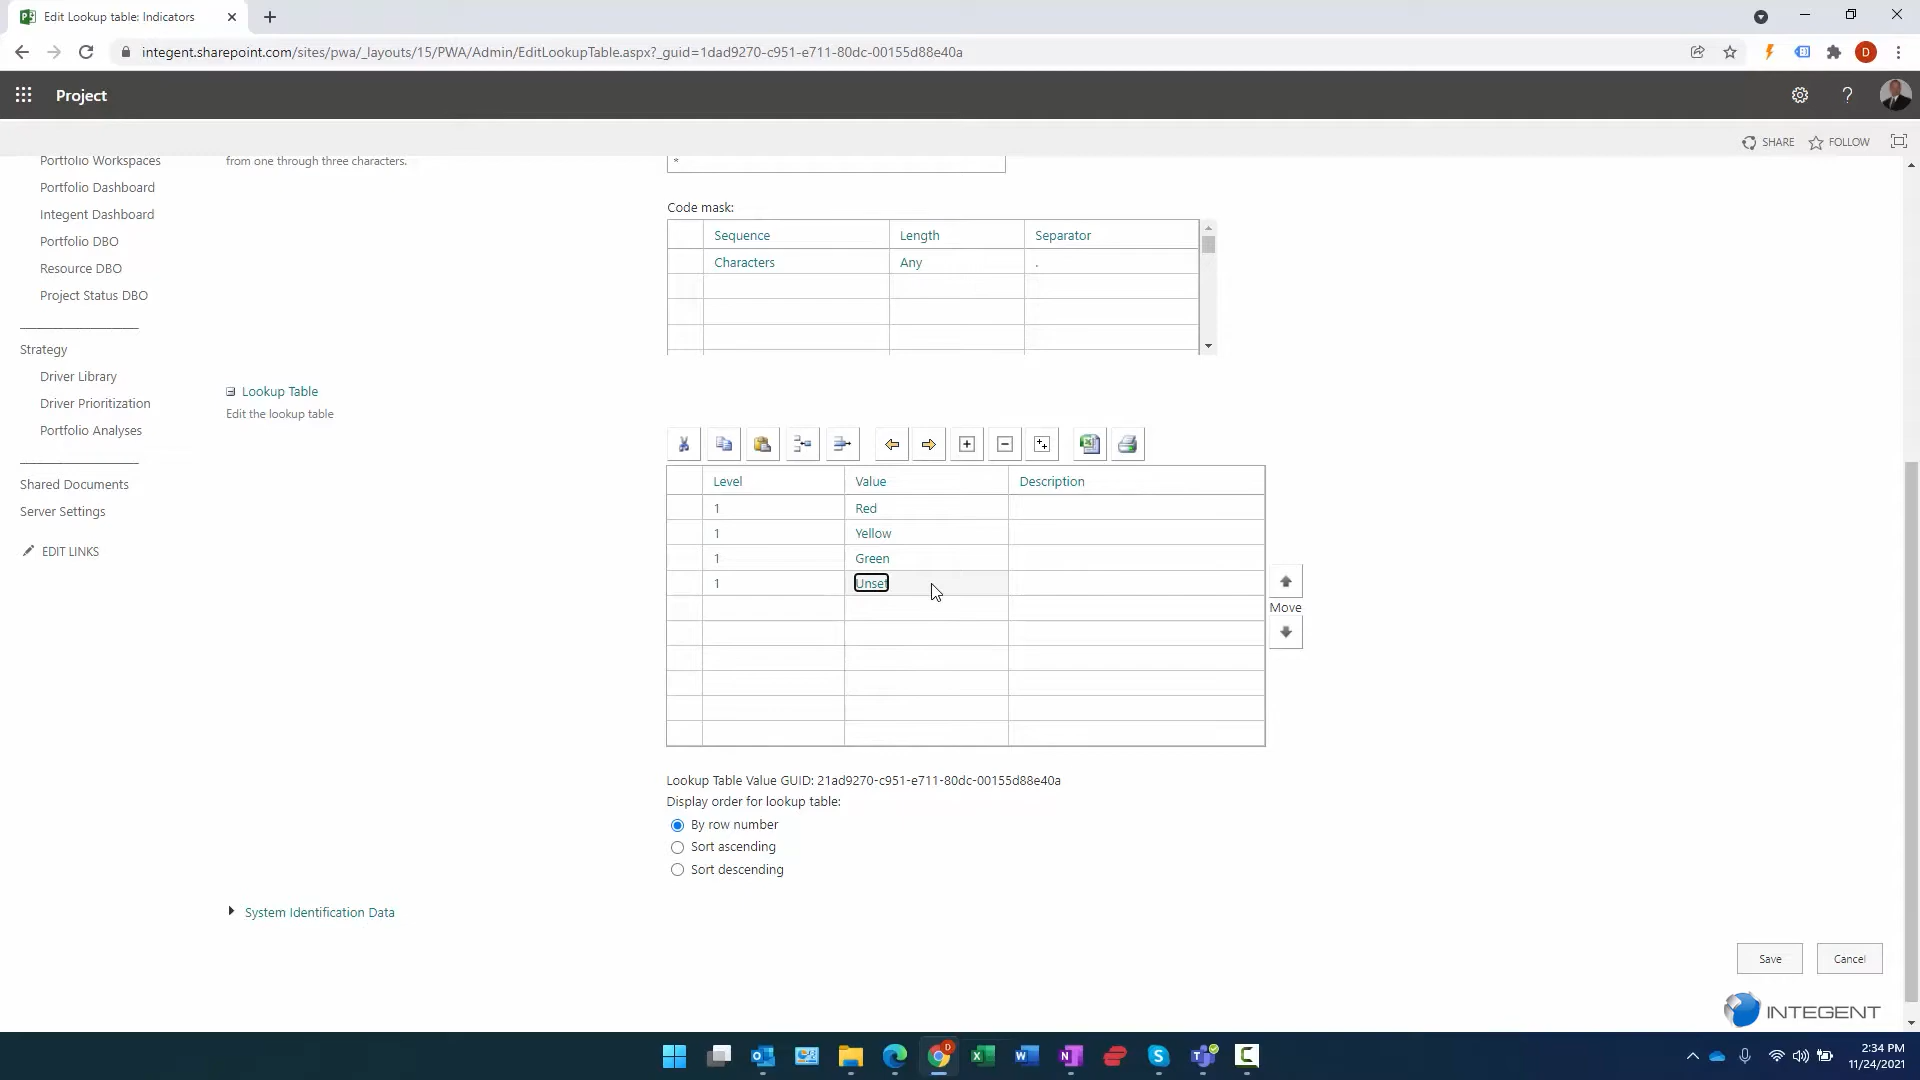 Edit Lookup table: Indicators
integent.sharepoint.com/sites/pwa/_layouts/15/PWA/Admin/EditLookupTable.aspx?_guid=1dad9270-c951-e711-80dc-00155d88e40a
D
Project
SHARE
FOLLOW
Portfolio Workspaces
Portfolio Dashboard
Integent Dashboard
Portfolio DBO
Resource DBO
Project Status DBO
Strategy
Driver Library
Driver Prioritization
Portfolio Analyses
Shared Documents
Server Settings
EDIT LINKS
from one through three characters.
*
Code mask:
Sequence Length Separator
Characters Any .
Lookup Table
Edit the lookup table
Level Value Description
1 Red
1 Yellow
1 Green
1 Unset
Move
Lookup Table Value GUID: 21ad9270-c951-e711-80dc-00155d88e40a
Display order for lookup table:
By row number
Sort ascending
Sort descending
System Identification Data
Save Cancel
INTEGENT
2:34 PM
11/24/2021